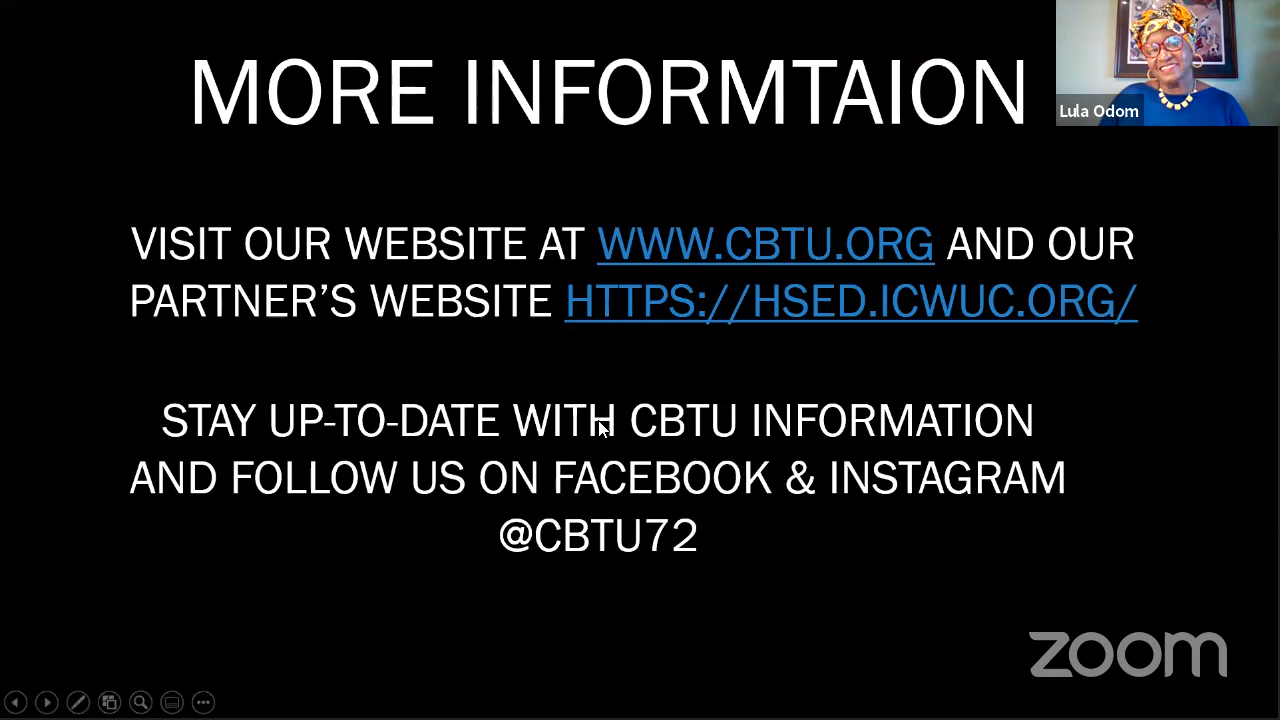 MORE INFORMTAION
Lula Odom
VISIT OUR WEBSITE AT WWW.CBTU.ORG AND OUR
PARTNER’S WEBSITE HTTPS://HSED.ICWUC.ORG/
STAY UP-TO-DATE WITH CBTU INFORMATION
AND FOLLOW US ON FACEBOOK & INSTAGRAM
@CBTU72
zoom